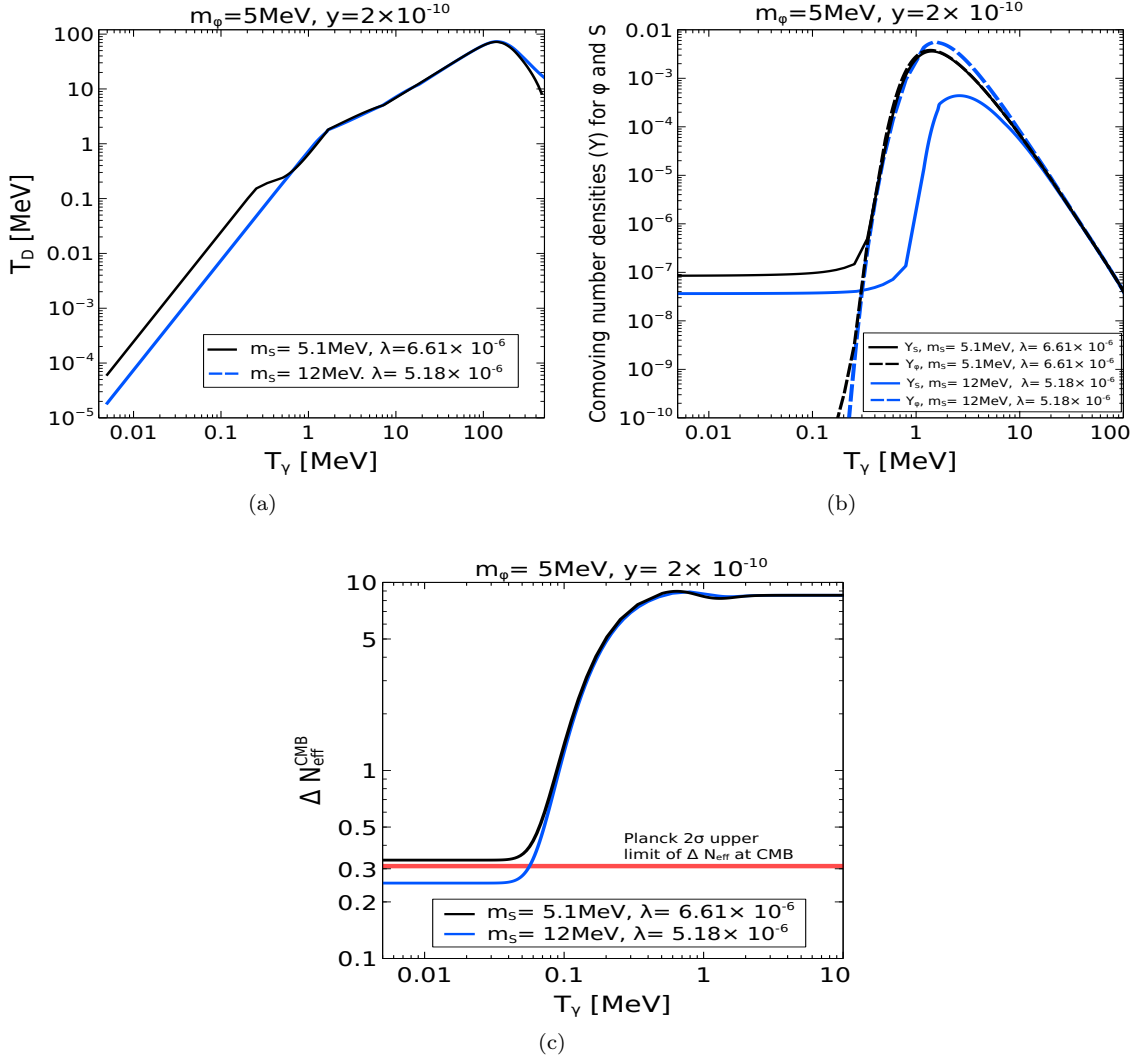 m_φ=5MeV, y=2×10⁻¹⁰
T_D [MeV]
100
10
1
0.1
0.01
10⁻³
10⁻⁴
10⁻⁵
m_S= 5.1MeV, λ=6.61× 10⁻⁶
m_S= 12MeV. λ= 5.18× 10⁻⁶
0.01 0.1 1 10 100
T_γ [MeV]
(a)
m_φ=5MeV, y=2× 10⁻¹⁰
Comoving number densities (Y) for φ and S
0.01
10⁻³
10⁻⁴
10⁻⁵
10⁻⁶
10⁻⁷
10⁻⁸
10⁻⁹
10⁻¹⁰
Y_S, m_S= 5.1MeV, λ= 6.61× 10⁻⁶
Y_φ, m_S= 5.1MeV, λ= 6.61× 10⁻⁶
Y_S, m_S= 12MeV, λ= 5.18× 10⁻⁶
Y_φ, m_S= 12MeV, λ= 5.18× 10⁻⁶
0.01 0.1 1 10 100
T_γ [MeV]
(b)
m_φ= 5MeV, y= 2× 10⁻¹⁰
Δ N_eff^CMB
10
5
1
0.5
0.3
0.2
0.1
Planck 2σ upper
limit of Δ N_eff at CMB
m_S= 5.1MeV, λ= 6.61× 10⁻⁶
m_S= 12MeV, λ= 5.18× 10⁻⁶
0.01 0.1 1 10
T_γ [MeV]
(c)